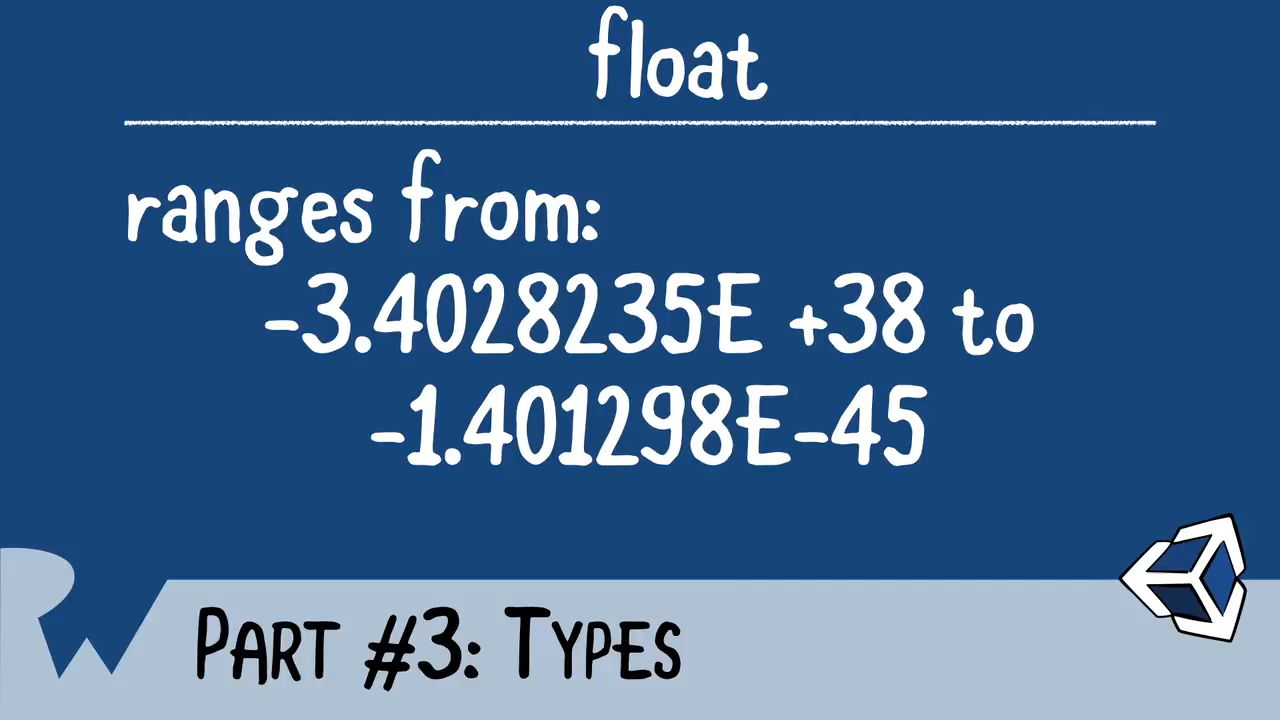 float
ranges from:
-3.4028235E +38 to
-1.401298E-45
Part #3: Types